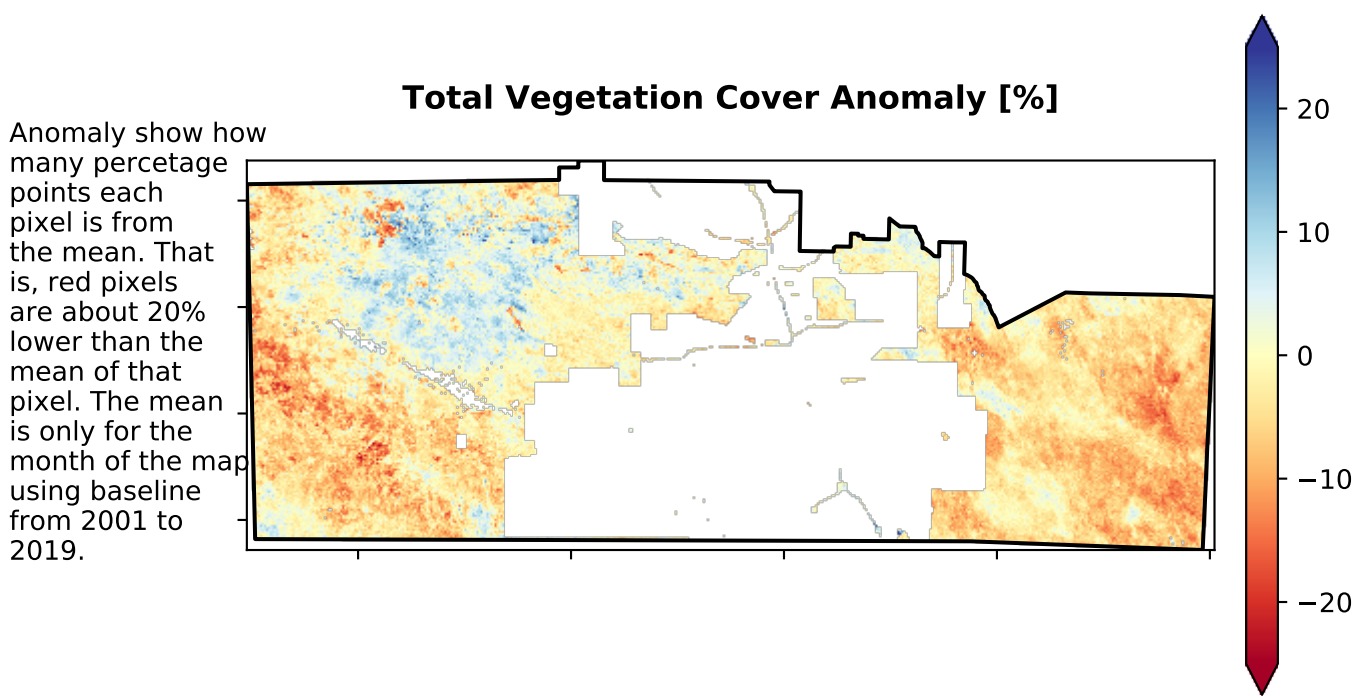 Total Vegetation Cover Anomaly [%]
Anomaly show how
many percetage
points each
pixel is from
the mean. That
is, red pixels
are about 20%
lower than the
mean of that
pixel. The mean
is only for the
month of the map
using baseline
from 2001 to
2019.
20
10
0
−10
−20